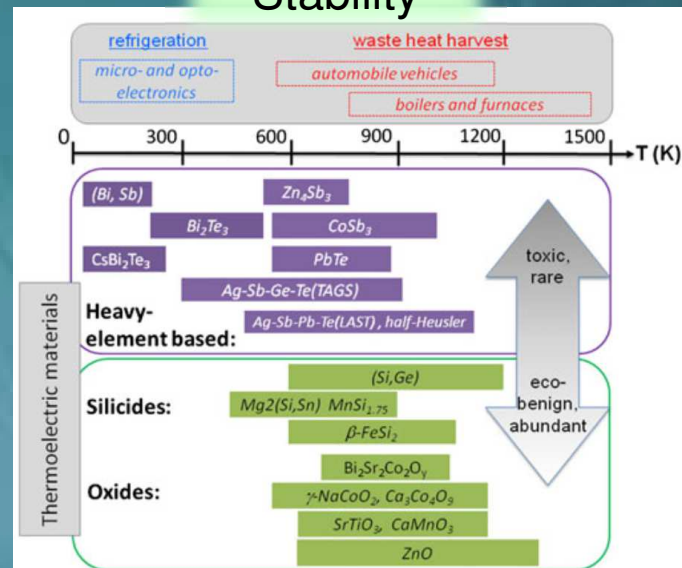 Stability
refrigeration
waste heat harvest
micro- and opto-
electronics
automobile vehicles
boilers and furnaces
0 300 600 900 1200 1500 T (K)
(Bi, Sb)
Zn₄Sb₃
Bi₂Te₃
CoSb₃
CsBi₂Te₃
PbTe
Ag-Sb-Ge-Te(TAGS)
Heavy-
element based:
Ag-Sb-Pb-Te(LAST) , half-Heusler
toxic,
rare
Thermoelectric materials
(Si,Ge)
Silicides:
Mg2(Si,Sn) MnSi₁.₇₅
β-FeSi₂
eco-
benign,
abundant
Oxides:
Bi₂Sr₂Co₂Oᵧ
γ-NaCoO₂, Ca₃Co₄O₉
SrTiO₃, CaMnO₃
ZnO